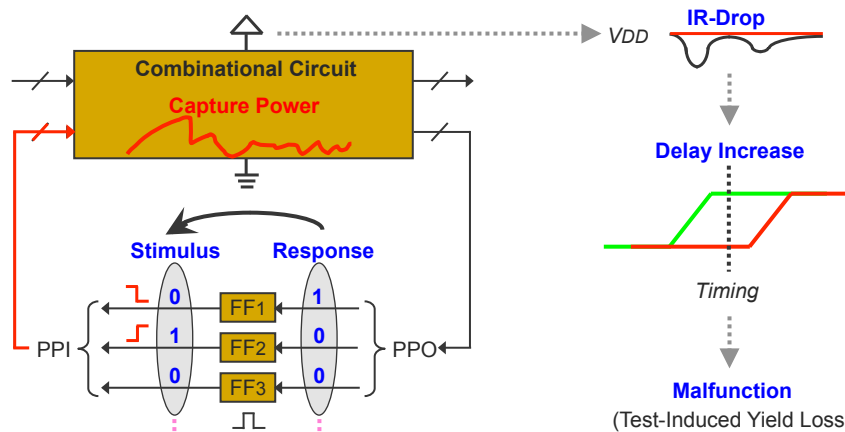 Combinational Circuit
Capture Power
Stimulus
Response
0
FF1
1
1
FF2
0
0
FF3
0
PPI
PPO
VDD
IR-Drop
Delay Increase
Timing
Malfunction
(Test-Induced Yield Loss